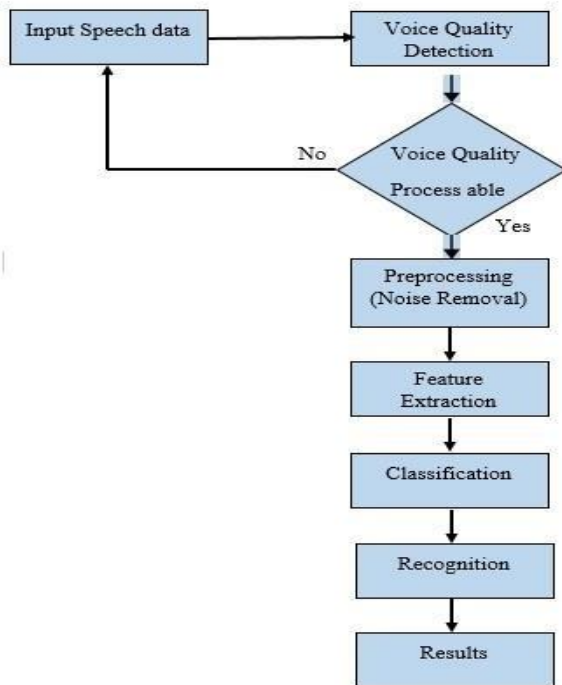 Input Speech data
Voice Quality
Detection
No
Voice Quality
Process able
Yes
Preprocessing
(Noise Removal)
Feature
Extraction
Classification
Recognition
Results